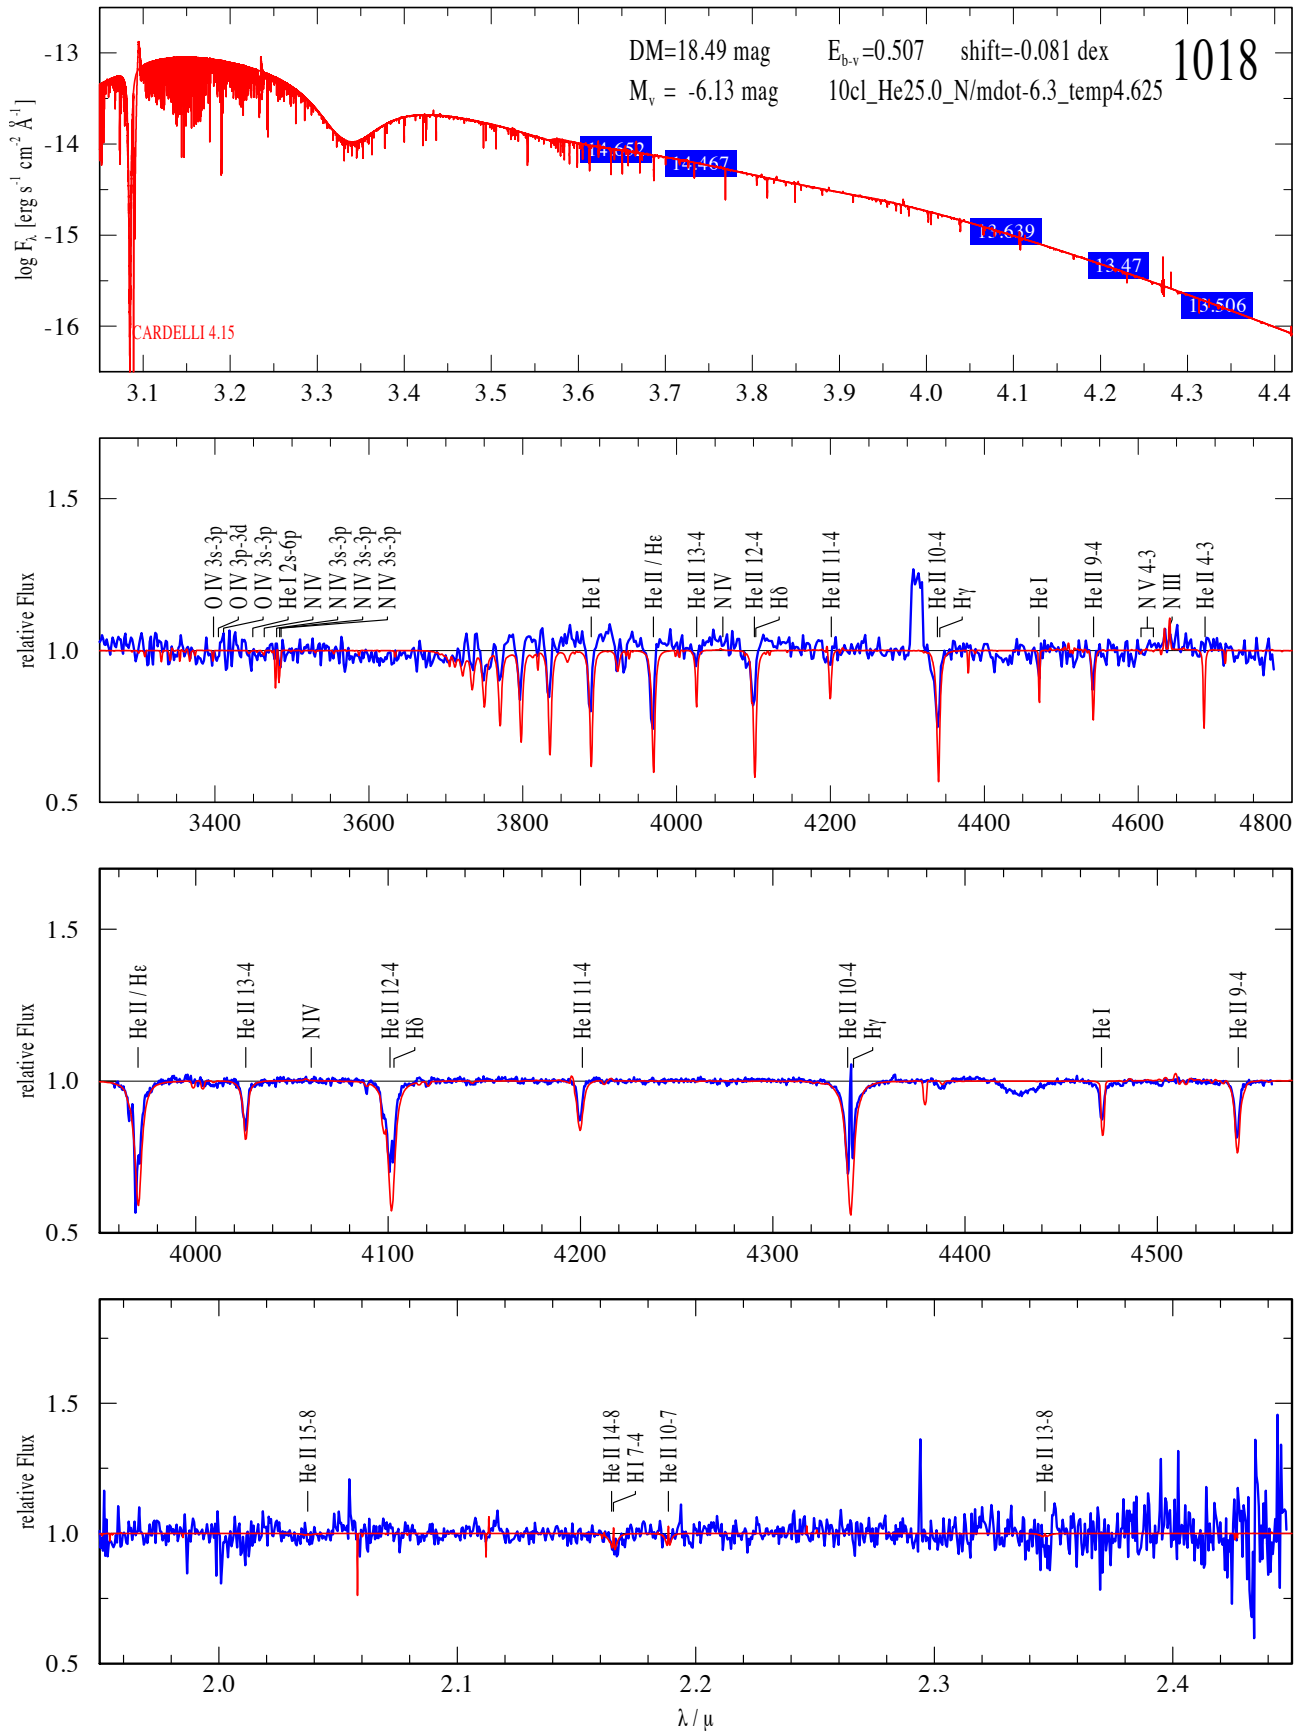 DM=18.49 mag E_b-v=0.507 shift=-0.081 dex 1018
M_v = -6.13 mag 10cl_He25.0_N/mdot-6.3_temp4.625
log F_λ [erg s⁻¹ cm⁻² Å⁻¹]
-13
-14
-15
-16
14.652
14.467
13.639
13.47
13.506
CARDELLI 4.15
3.1 3.2 3.3 3.4 3.5 3.6 3.7 3.8 3.9 4.0 4.1 4.2 4.3 4.4
relative Flux
1.5
1.0
0.5
O IV 3s-3p
O IV 3p-3d
O IV 3s-3p
He I 2s-6p
N IV
N IV 3s-3p
N IV 3s-3p
N IV 3s-3p
He I
He II / Hε
He II 13-4
N IV
He II 12-4
Hδ
He II 11-4
He II 10-4
Hγ
He I
He II 9-4
N V 4-3
N III
He II 4-3
3400 3600 3800 4000 4200 4400 4600 4800
relative Flux
1.5
1.0
0.5
He II / Hε
He II 13-4
N IV
He II 12-4
Hδ
He II 11-4
He II 10-4
Hγ
He I
He II 9-4
4000 4100 4200 4300 4400 4500
relative Flux
1.5
1.0
0.5
He II 15-8
He II 14-8
H I 7-4
He II 10-7
He II 13-8
2.0 2.1 2.2 2.3 2.4
λ / μ